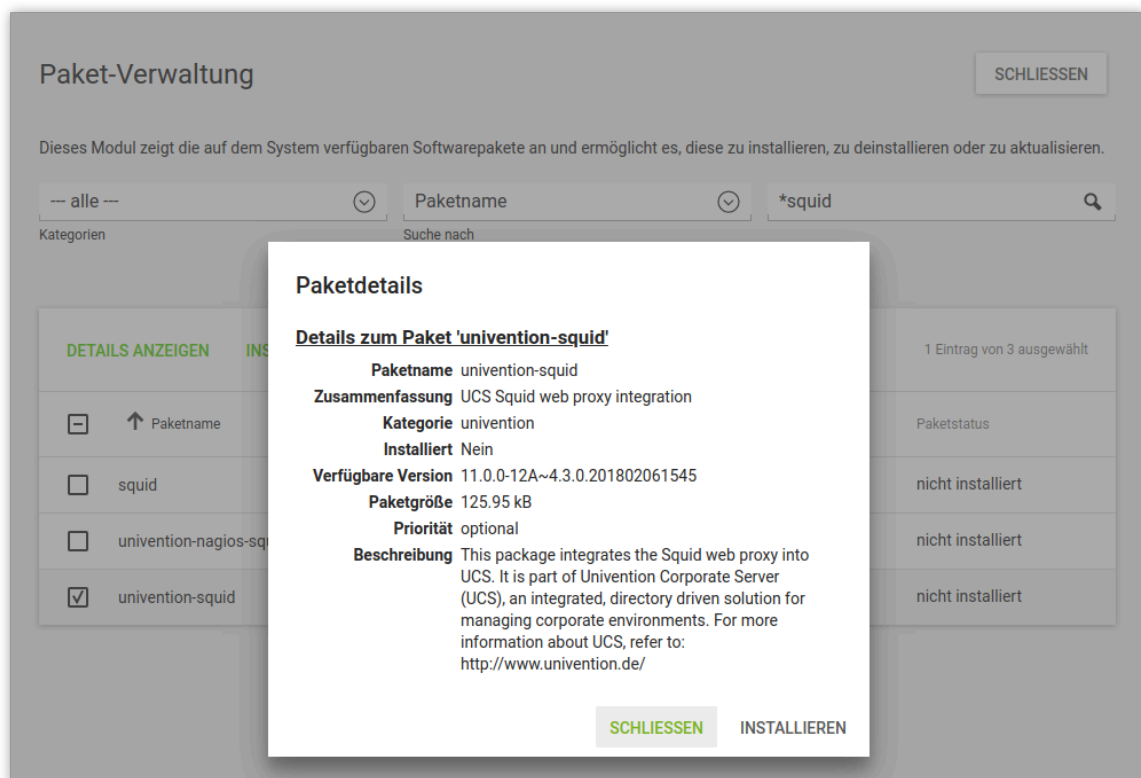 Paket-Verwaltung
SCHLIESSEN
Dieses Modul zeigt die auf dem System verfügbaren Softwarepakete an und ermöglicht es, diese zu installieren, zu deinstallieren oder zu aktualisieren.
--- alle ---
Paketname
*squid
Kategorien
Suche nach
Paketdetails
Details zum Paket 'univention-squid'
Paketname univention-squid
Zusammenfassung UCS Squid web proxy integration
Kategorie univention
Installiert Nein
Verfügbare Version 11.0.0-12A~4.3.0.201802061545
Paketgröße 125.95 kB
Priorität optional
Beschreibung This package integrates the Squid web proxy into
UCS. It is part of Univention Corporate Server
(UCS), an integrated, directory driven solution for
managing corporate environments. For more
information about UCS, refer to:
http://www.univention.de/
SCHLIESSEN
INSTALLIEREN
DETAILS ANZEIGEN
1 Eintrag von 3 ausgewählt
Paketname
Paketstatus
squid
nicht installiert
univention-nagios-squ
nicht installiert
univention-squid
nicht installiert